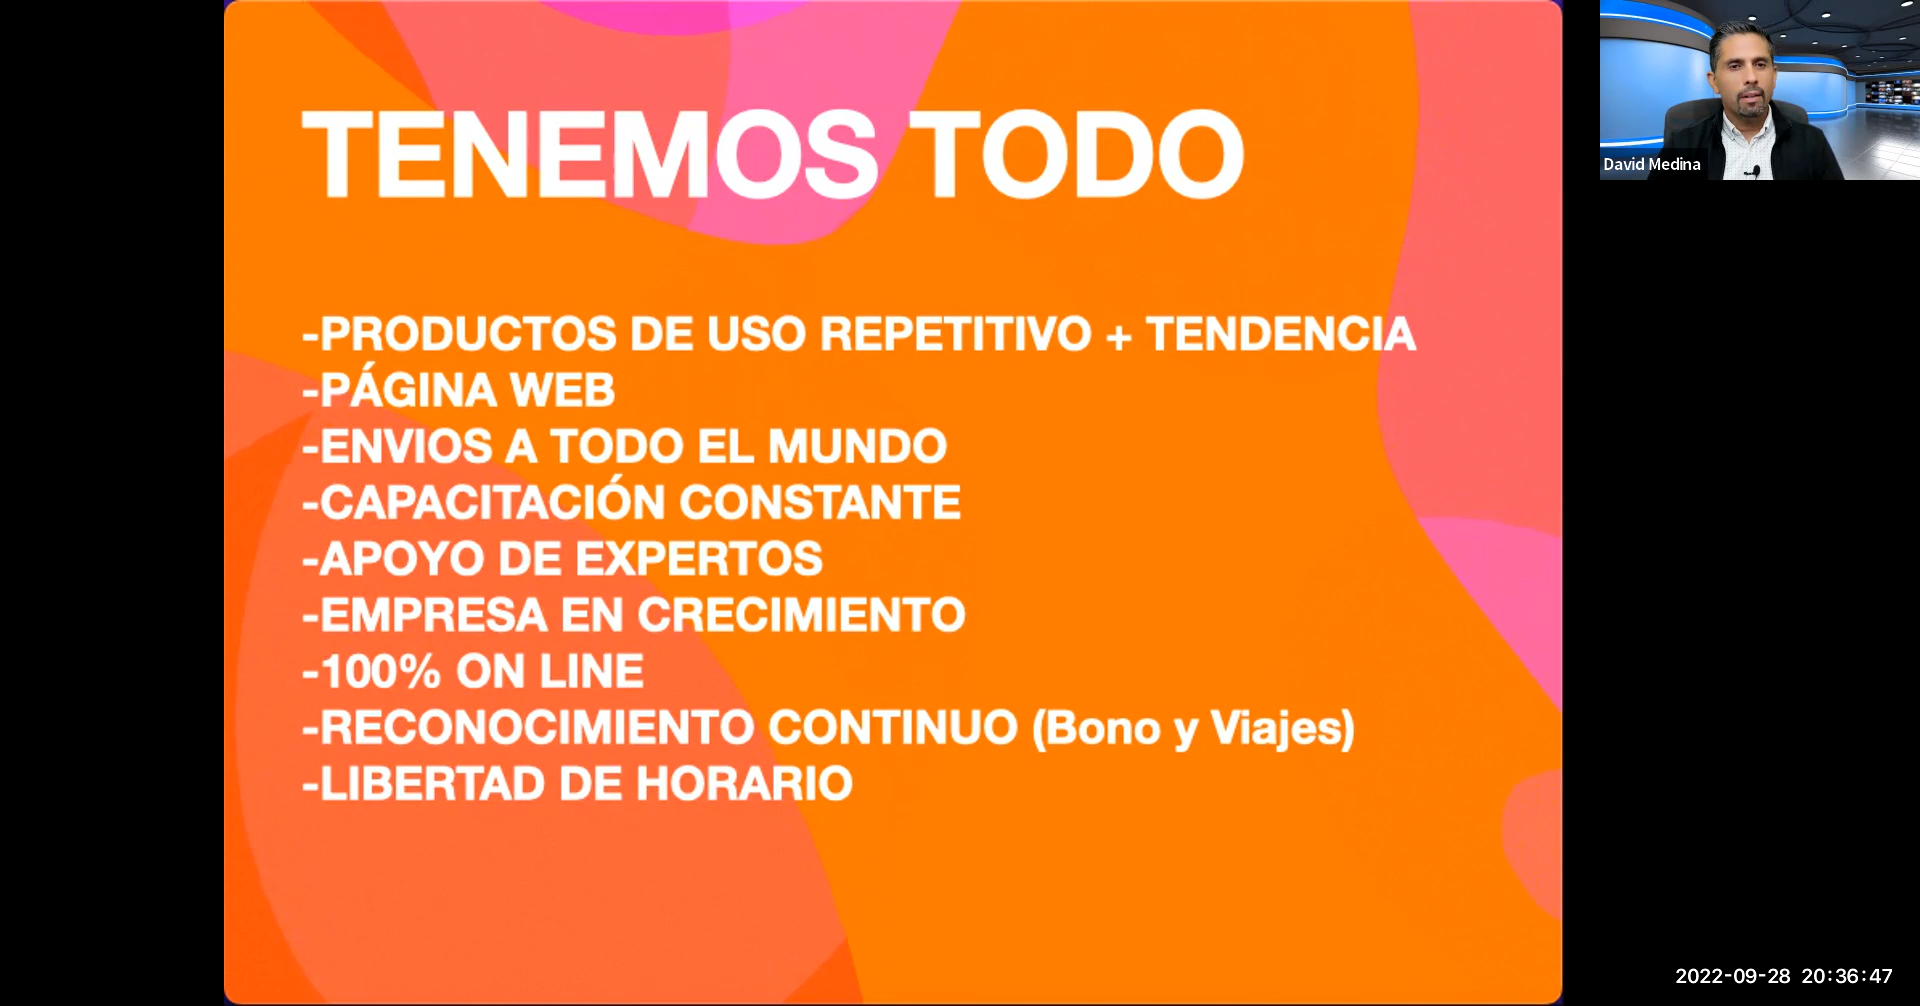 TENEMOS TODO
-PRODUCTOS DE USO REPETITIVO + TENDENCIA
-PÁGINA WEB
-ENVIOS A TODO EL MUNDO
-CAPACITACIÓN CONSTANTE
-APOYO DE EXPERTOS
-EMPRESA EN CRECIMIENTO
-100% ON LINE
-RECONOCIMIENTO CONTINUO (Bono y Viajes)
-LIBERTAD DE HORARIO
David Medina
2022-09-28 20:36:47